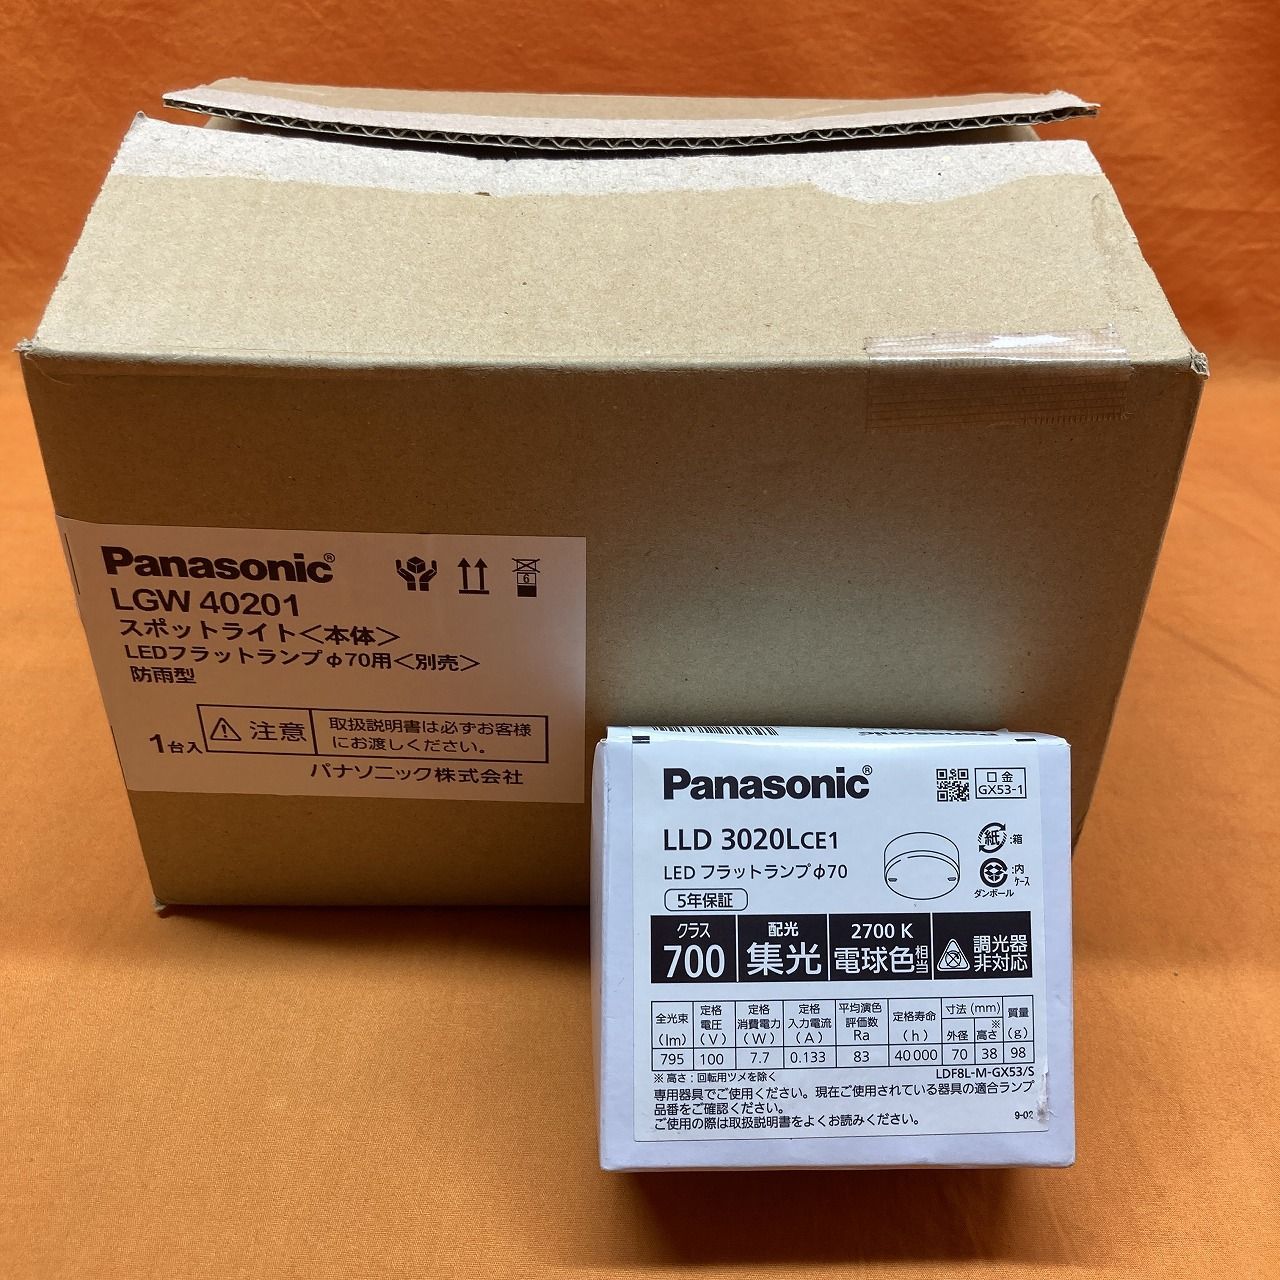 Panasonic®
LGW 40201
スポットライト＜本体＞
LEDフラットランプφ70用＜別売＞
防雨型
6
1台入
注意
取扱説明書は必ずお客様
にお渡しください。
パナソニック株式会社
Panasonic
Panasonic®
口金
GX53-1
LLD 3020LCE1
LED フラットランプφ70
5年保証
紙 :箱
:内
ケース
ダンボール
クラス
700
配光
集光
2700 K
電球色相当
調光器
非対応
全光束
(lm)
定格
電圧
(V)
定格
消費電力
(W)
定格
入力電流
(A)
平均演色
評価数
Ra
定格寿命
(h)
寸法 (mm)
外径
※
高さ
質量
(g)
795 100 7.7 0.133 83 40000 70 38 98
※高さ：回転用ツメを除く
LDF8L-M-GX53/S
専用器具でご使用ください。現在ご使用されている器具の適合ランプ
品番をご確認ください。
ご使用の際は取扱説明書をよくお読みください。
9-02